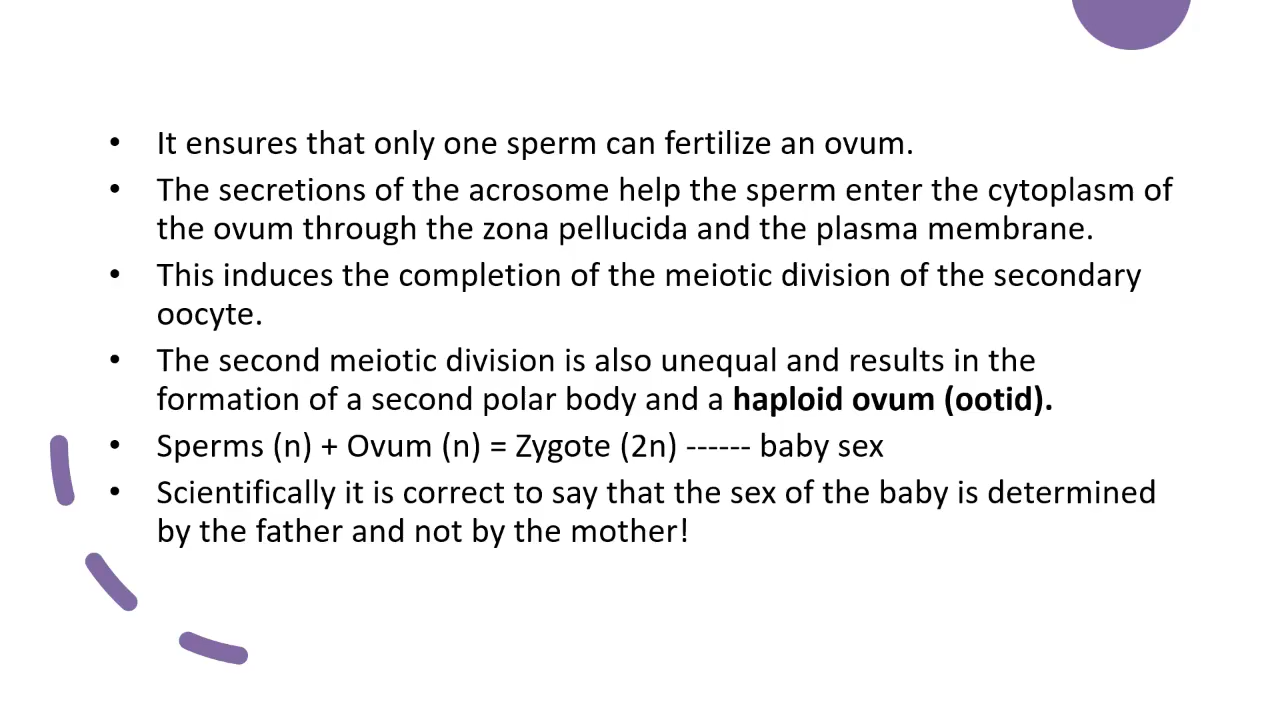 • It ensures that only one sperm can fertilize an ovum.
• The secretions of the acrosome help the sperm enter the cytoplasm of
the ovum through the zona pellucida and the plasma membrane.
• This induces the completion of the meiotic division of the secondary
oocyte.
• The second meiotic division is also unequal and results in the
formation of a second polar body and a haploid ovum (ootid).
• Sperms (n) + Ovum (n) = Zygote (2n) ------ baby sex
• Scientifically it is correct to say that the sex of the baby is determined
by the father and not by the mother!